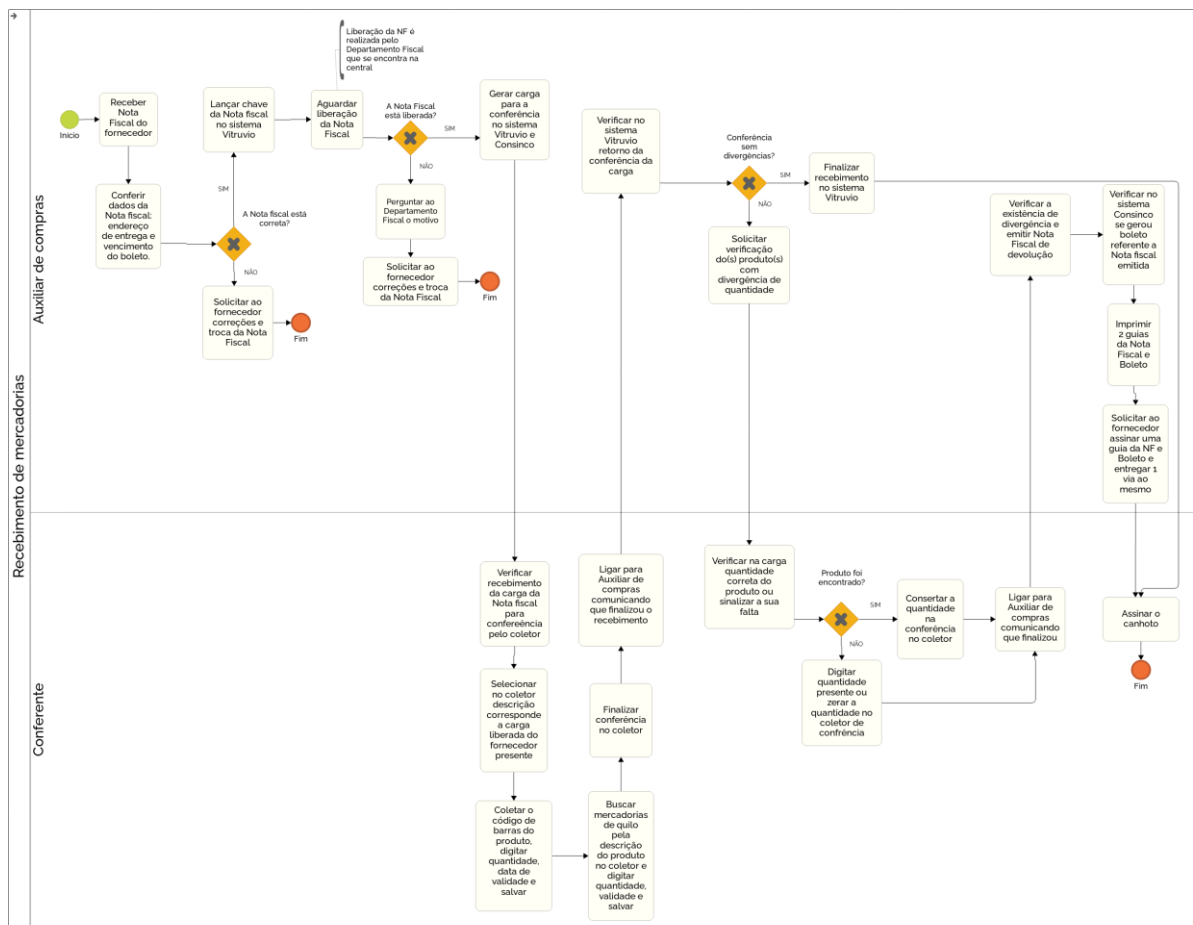 Recebimento de mercadorias
Auxiliar de compras
Início
Receber
Nota
Fiscal do
fornecedor
Conferir
dados da
Nota fiscal:
endereço
de entrega e
vencimento
do boleto.
A Nota fiscal está
correta?
SIM
NÃO
Lançar chave
da Nota fiscal
no sistema
Vitruvio
Solicitar ao
fornecedor
correções e
troca da Nota
Fiscal
Fim
Liberação da NF é
realizada pelo
Departamento Fiscal
que se encontra na
central
Aguardar
liberação
da Nota
Fiscal
A Nota Fiscal
está liberada?
SIM
NÃO
Perguntar ao
Departamento
Fiscal o motivo
Solicitar ao
fornecedor
correções e troca
da Nota Fiscal
Fim
Gerar carga
para a
conferência
no sistema
Vitruvio e
Consinco
Verificar no
sistema
Vitruvio
retorno da
conferência da
carga
Conferência
sem
divergências?
SIM
NÃO
Finalizar
recebimento
no sistema
Vitruvio
Solicitar
verificação
do(s) produto(s)
com
divergência de
quantidade
Verificar a
existência de
divergência e
emitir Nota
Fiscal de
devolução
Verificar no
sistema
Consinco
se gerou
boleto
referente a
Nota fiscal
emitida
Imprimir
2 guias
da Nota
Fiscal e
Boleto
Solicitar ao
fornecedor
assinar uma
guia da NF e
Boleto e
entregar 1
via ao
mesmo
Conferente
Verificar
recebimento
da carga da
Nota fiscal
para
confereência
pelo coletor
Selecionar
no coletor
descrição
corresponde
a carga
liberada do
fornecedor
presente
Coletar o
código de
barras do
produto,
digitar
quantidade,
data de
validade e
salvar
Buscar
mercadorias
de quilo
pela
descrição
do produto
no coletor e
digitar
quantidade,
validade e
salvar
Finalizar
conferência
no coletor
Ligar para
Auxiliar de
compras
comunicando
que finalizou o
recebimento
Verificar na carga
quantidade
correta do
produto ou
sinalizar a sua
falta
Produto foi
encontrado?
SIM
NÃO
Consertar a
quantidade
na
conferência
no coletor
Digitar
quantidade
presente ou
zerar a
quantidade no
coletor de
confrência
Ligar para
Auxiliar de
compras
comunicando
que finalizou
Assinar o
canhoto
Fim